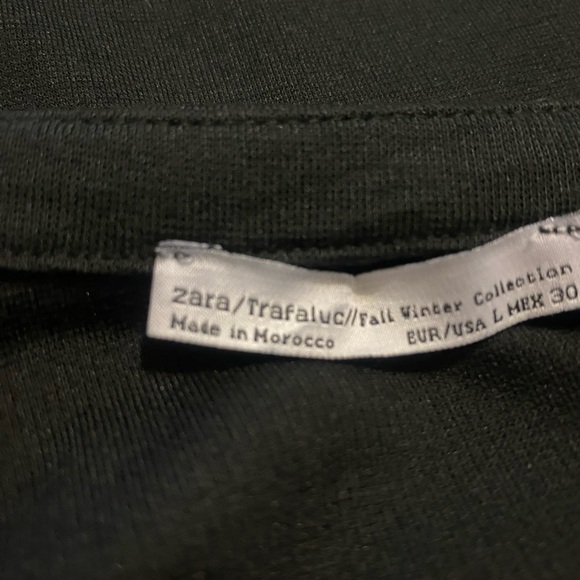 Zara/Trafaluc//Fall Winter Collection
Made in Morocco EUR/USA L MEX 30